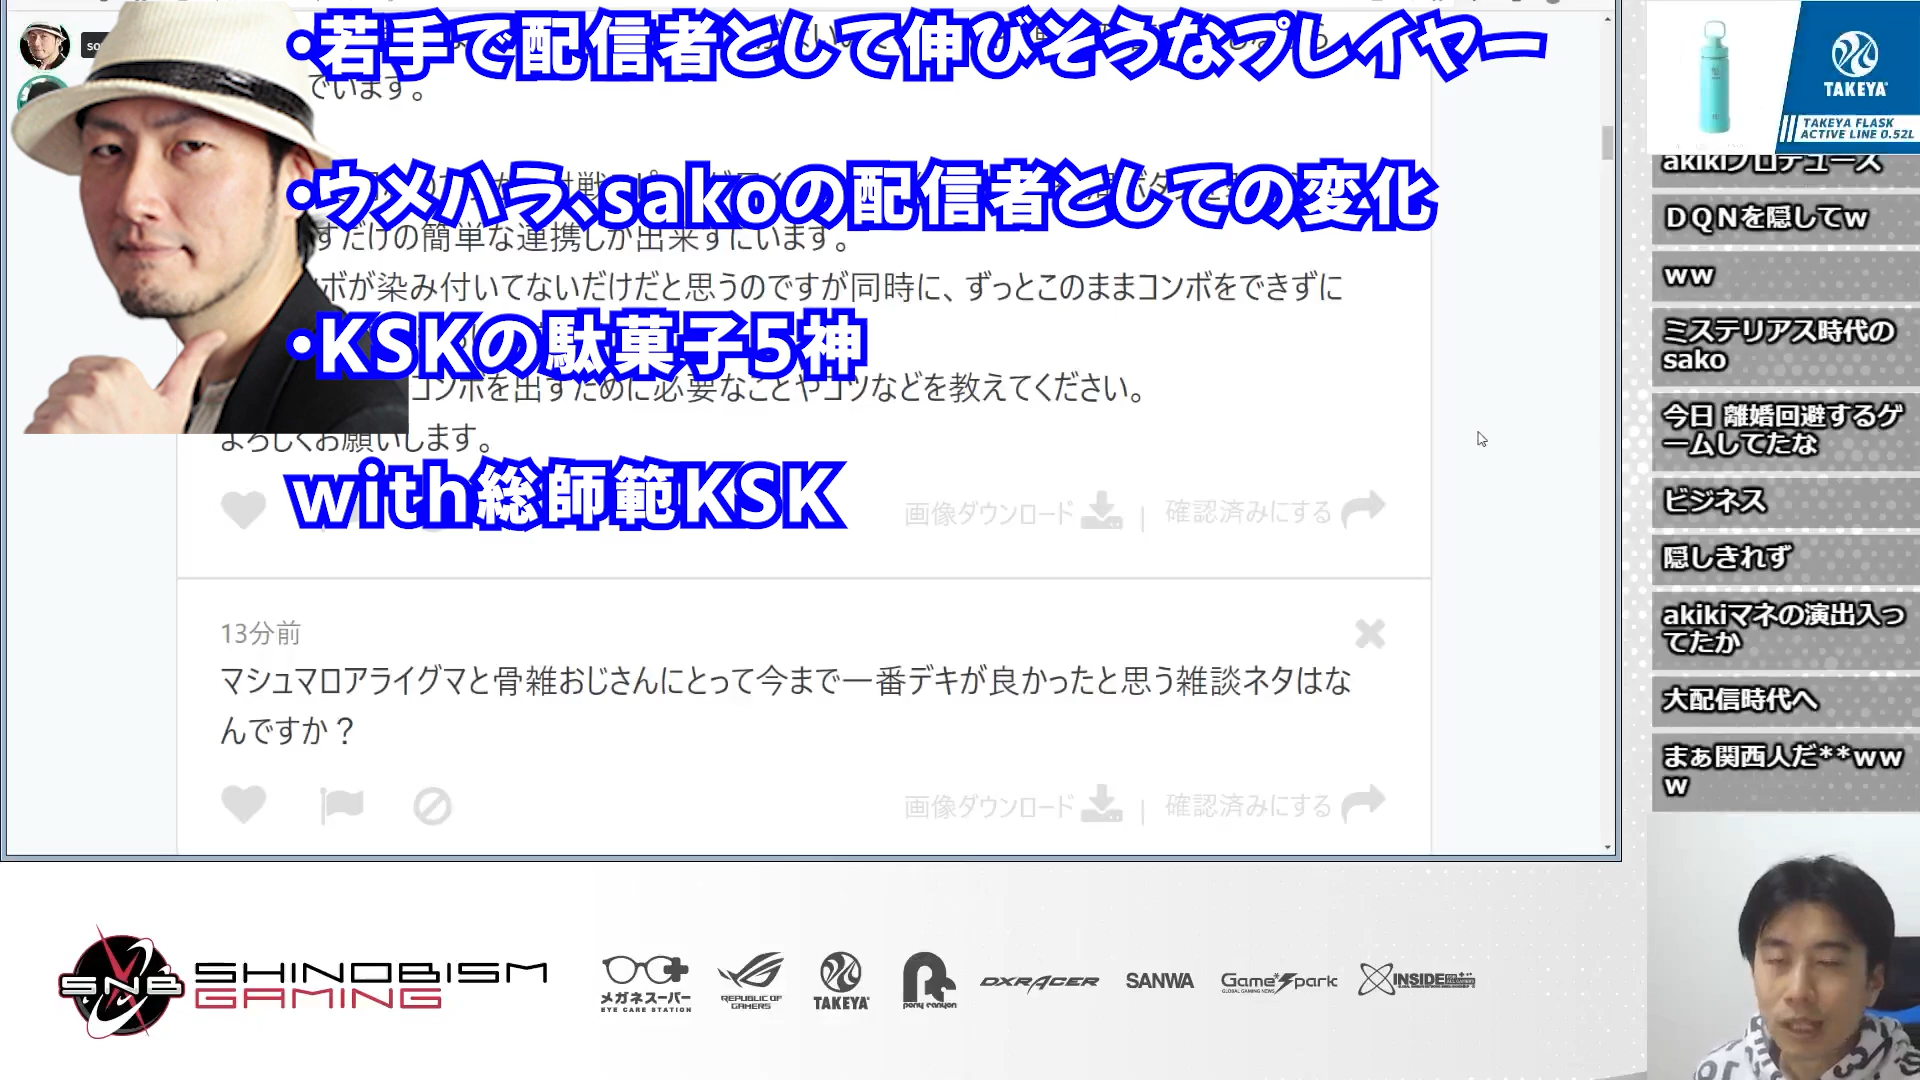 ・若手で配信者として伸びそうなプレイヤー
でいます。
・ウメハラ、sakoの配信者としての変化
すだけの簡単な連携しか出来ずにいます。
ボが染み付いてないだけだと思うのですが同時に、ずっとこのままコンボをできずに
・KSKの駄菓子5神
コンボを出すために必要なことやコツなどを教えてください。
よろしくお願いします。
with総師範KSK
画像ダウンロード | 確認済みにする
13分前
マシュマロアライグマと骨雑おじさんにとって今まで一番デキが良かったと思う雑談ネタはな
んですか？
画像ダウンロード | 確認済みにする
TAKEYA
TAKEYA FLASK
ACTIVE LINE 0.52L
akikiプロデュース
DQNを隠してw
ww
ミステリアス時代の
sako
今日 離婚回避するゲ
ームしてたな
ビジネス
隠しきれず
akikiマネの演出入っ
てたか
大配信時代へ
まぁ関西人だ**ww
w
SNB
SHINOBISM
GAMING
メガネスーパー
EYE CARE STATION
REPUBLIC OF
GAMERS
TAKEYA
pony canyon
DXRACER
SANWA
Game*Spark
GLOBAL GAMING NEWS
INSIDE